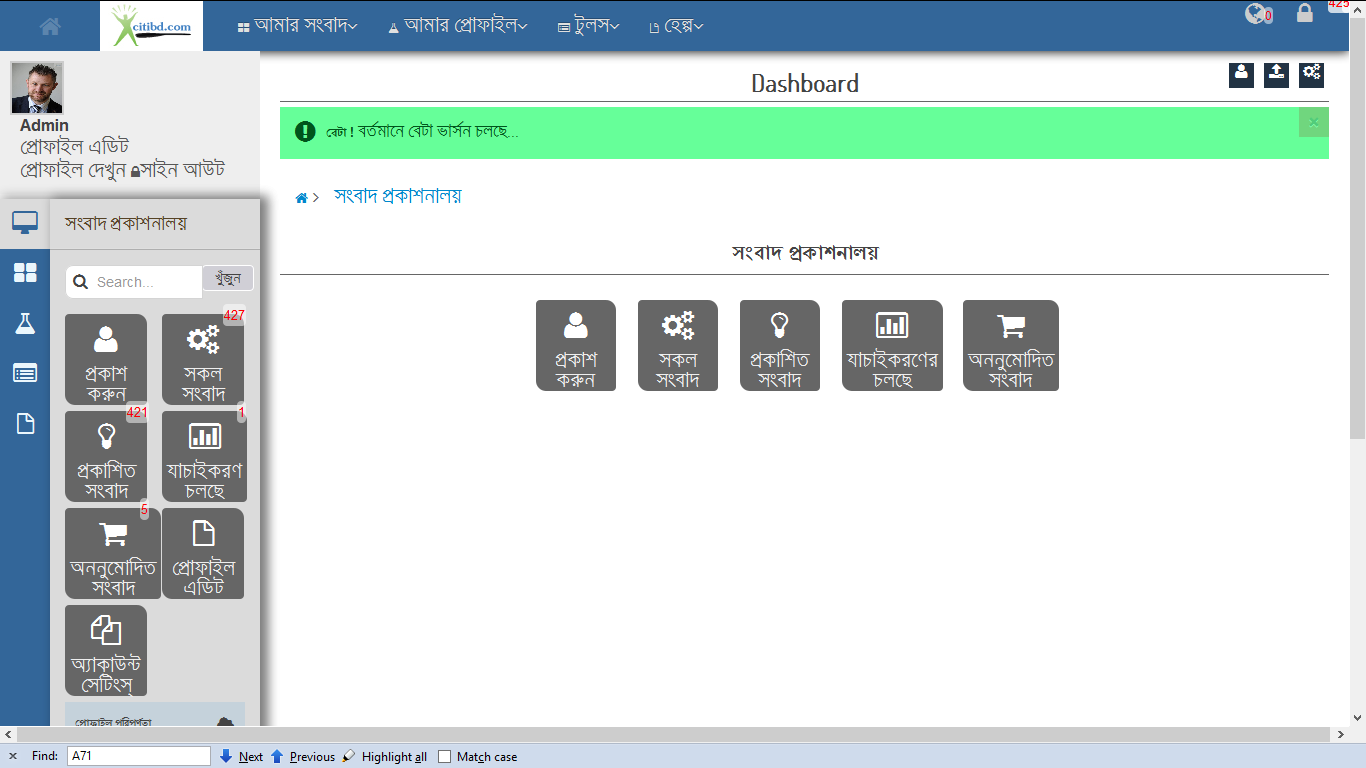 citibd.com
আমার সংবাদ
আমার প্রোফাইল
টুলস
হেল্প
0
425
Admin
প্রোফাইল এডিট
প্রোফাইল দেখুন সাইন আউট
Dashboard
বেটা ! বর্তমানে বেটা ভার্সন চলছে...
×
সংবাদ প্রকাশনালয়
সংবাদ প্রকাশনালয়
সংবাদ প্রকাশনালয়
Search...
খুঁজুন
প্রকাশ
করুন
427
সকল
সংবাদ
421
প্রকাশিত
সংবাদ
1
যাচাইকরণ
চলছে
5
অননুমোদিত
সংবাদ
প্রোফাইল
এডিট
অ্যাকাউন্ট
সেটিংস্
প্রোফাইল পরিপূর্ণতা
প্রকাশ
করুন
সকল
সংবাদ
প্রকাশিত
সংবাদ
যাচাইকরণের
চলছে
অননুমোদিত
সংবাদ
× Find: A71 Next Previous Highlight all Match case